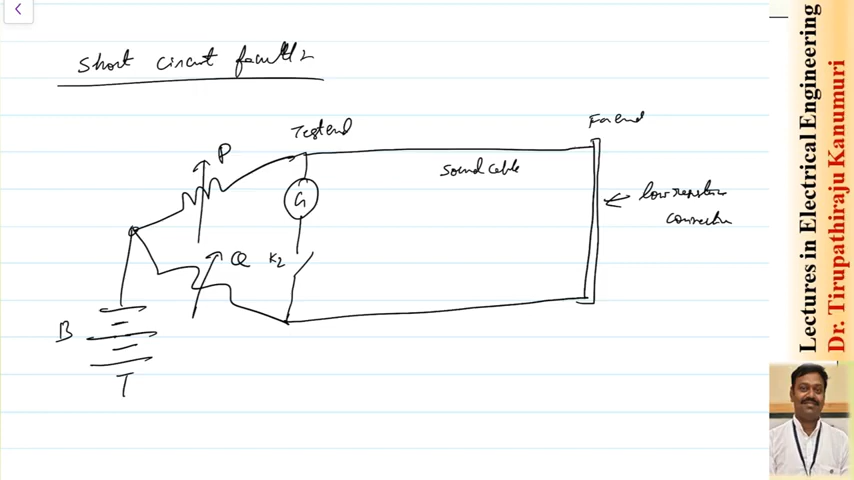 Short circuit fault
Test end
Far end
P
Sound cable
G
low resistance
connection
Q
K2
B
Lectures in Electrical Engineering
Dr. Tirupathiraju Kanumuri